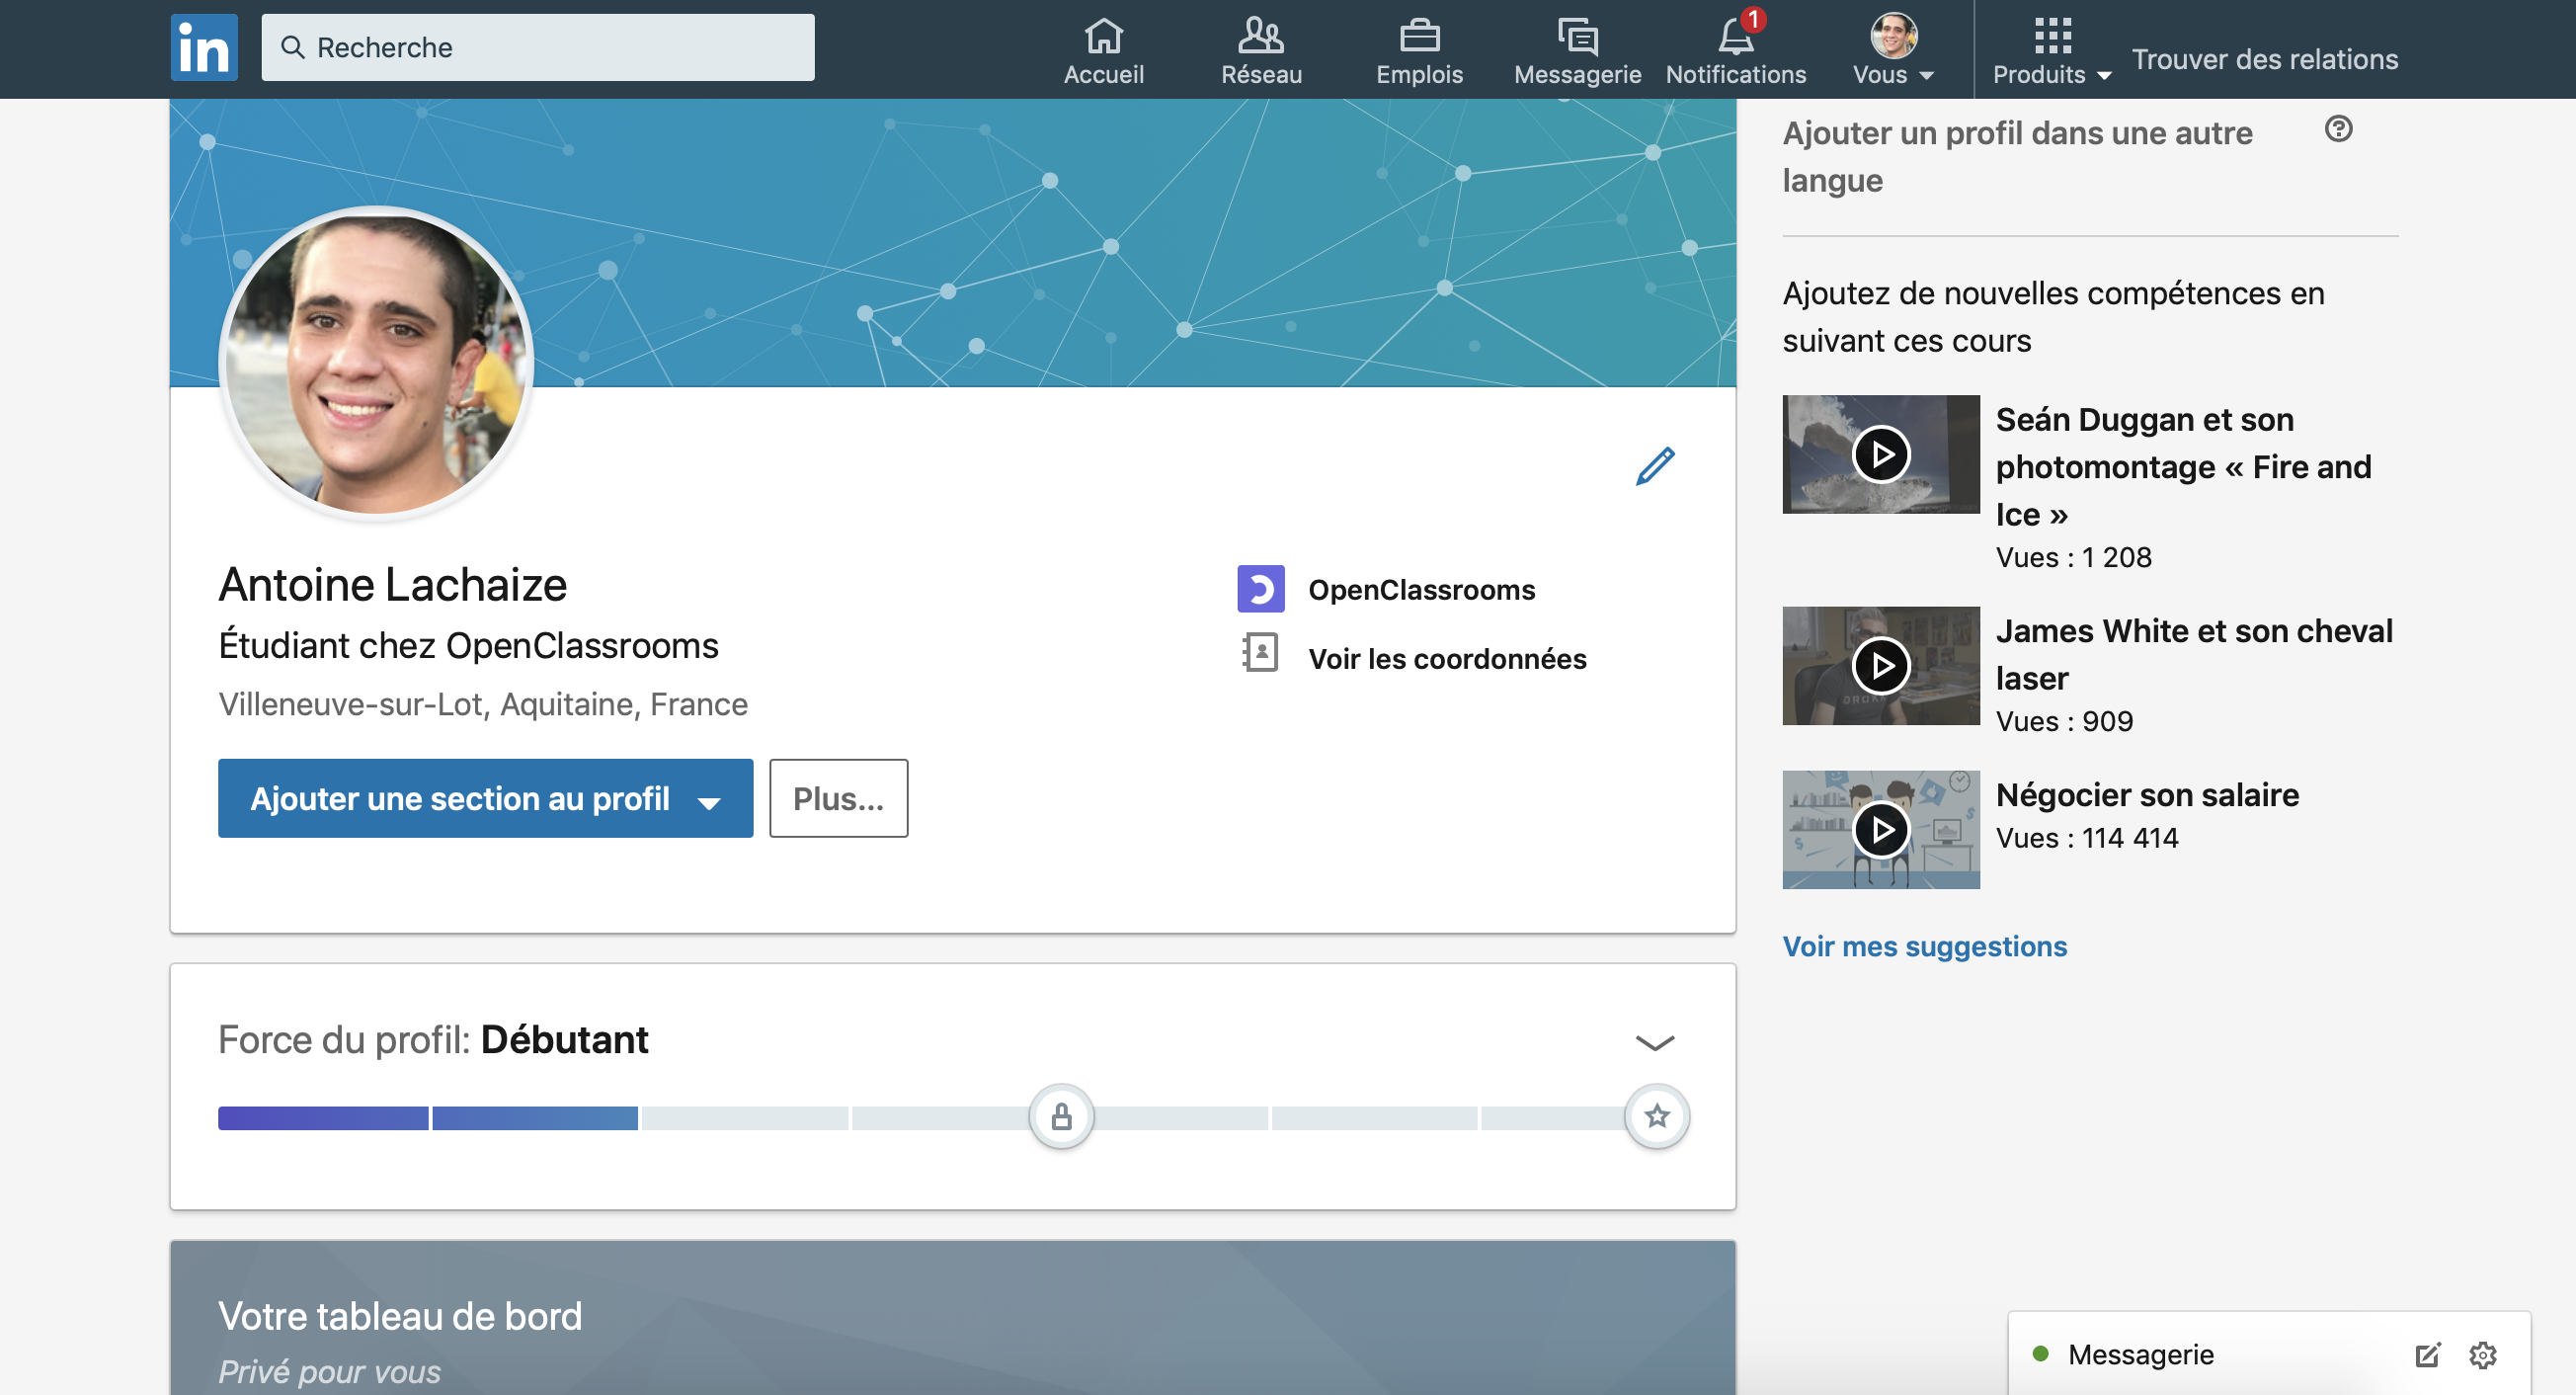 in
Recherche
Accueil
Réseau
Emplois
Messagerie
1
Notifications
Vous
Produits
Trouver des relations
Ajouter un profil dans une autre
langue
?
Ajoutez de nouvelles compétences en
suivant ces cours
Seán Duggan et son
photomontage « Fire and
Ice »
Vues : 1 208
James White et son cheval
laser
Vues : 909
Négocier son salaire
Vues : 114 414
Voir mes suggestions
Antoine Lachaize
Étudiant chez OpenClassrooms
Villeneuve-sur-Lot, Aquitaine, France
OpenClassrooms
Voir les coordonnées
Ajouter une section au profil
Plus...
Force du profil: Débutant
Votre tableau de bord
Privé pour vous
Messagerie